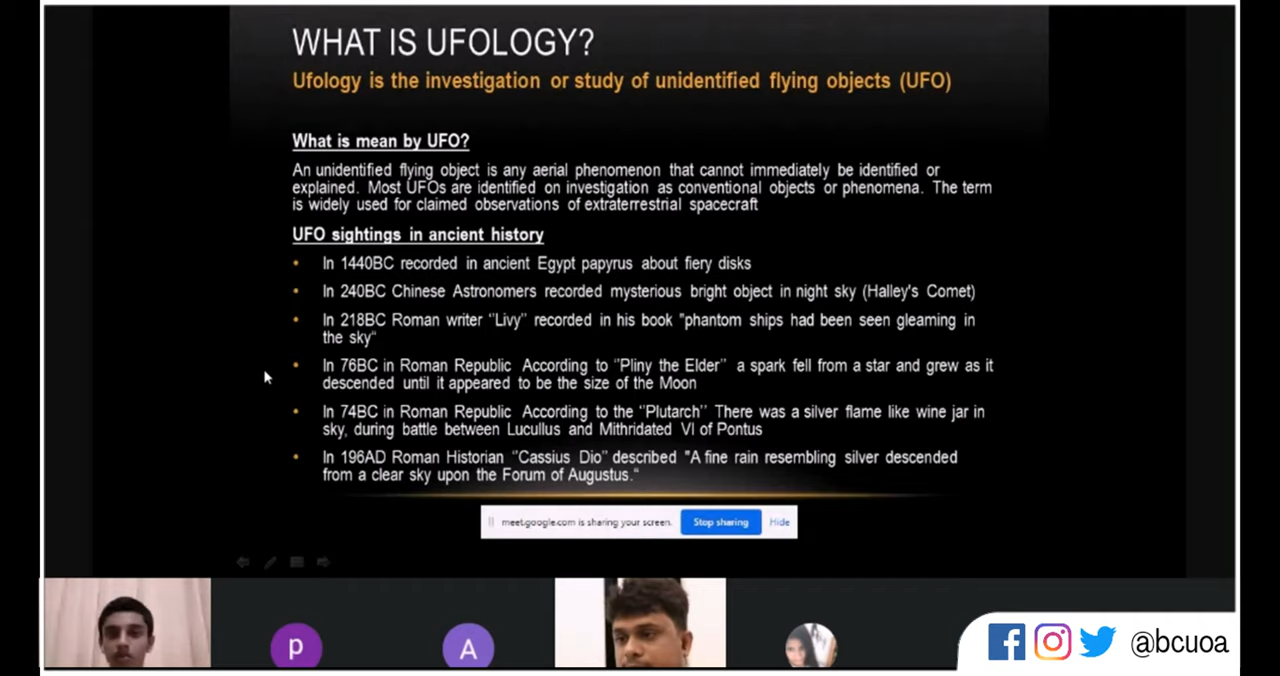 WHAT IS UFOLOGY?
Ufology is the investigation or study of unidentified flying objects (UFO)
What is mean by UFO?
An unidentified flying object is any aerial phenomenon that cannot immediately be identified or
explained. Most UFOs are identified on investigation as conventional objects or phenomena. The term
is widely used for claimed observations of extraterrestrial spacecraft
UFO sightings in ancient history
• In 1440BC recorded in ancient Egypt papyrus about fiery disks
• In 240BC Chinese Astronomers recorded mysterious bright object in night sky (Halley's Comet)
• In 218BC Roman writer ‘'Livy'’ recorded in his book "phantom ships had been seen gleaming in
the sky“
• In 76BC in Roman Republic According to ‘'Pliny the Elder'’ a spark fell from a star and grew as it
descended until it appeared to be the size of the Moon
• In 74BC in Roman Republic According to the ‘'Plutarch'’ There was a silver flame like wine jar in
sky, during battle between Lucullus and Mithridated VI of Pontus
• In 196AD Roman Historian ‘'Cassius Dio'’ described "A fine rain resembling silver descended
from a clear sky upon the Forum of Augustus.“
meet.google.com is sharing your screen. Stop sharing Hide
p A
@bcuoa